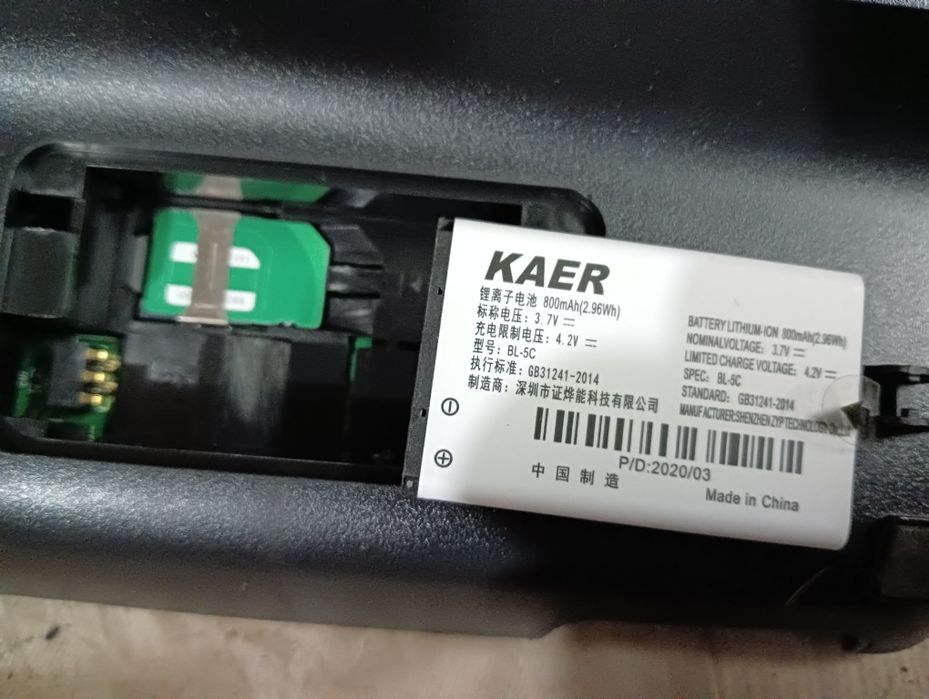 KAER
锂离子电池 800mAh(2.96Wh)
标称电压：3.7V
充电限制电压：4.2V
型号：BL-5C
执行标准：GB31241-2014
制造商：深圳市证烨能科技有限公司
BATTERY LITHIUM-ION 800mAh(2.96Wh)
NOMINALVOLTAGE: 3.7V
LIMITED CHARGE VOLTAGE: 4.2V
SPEC: BL-5C
STANDARD: GB31241-2014
MANUFACTURER:SHENZHEN ZYP TECHNOLOGY
P/D:2020/03
中国制造
Made in China